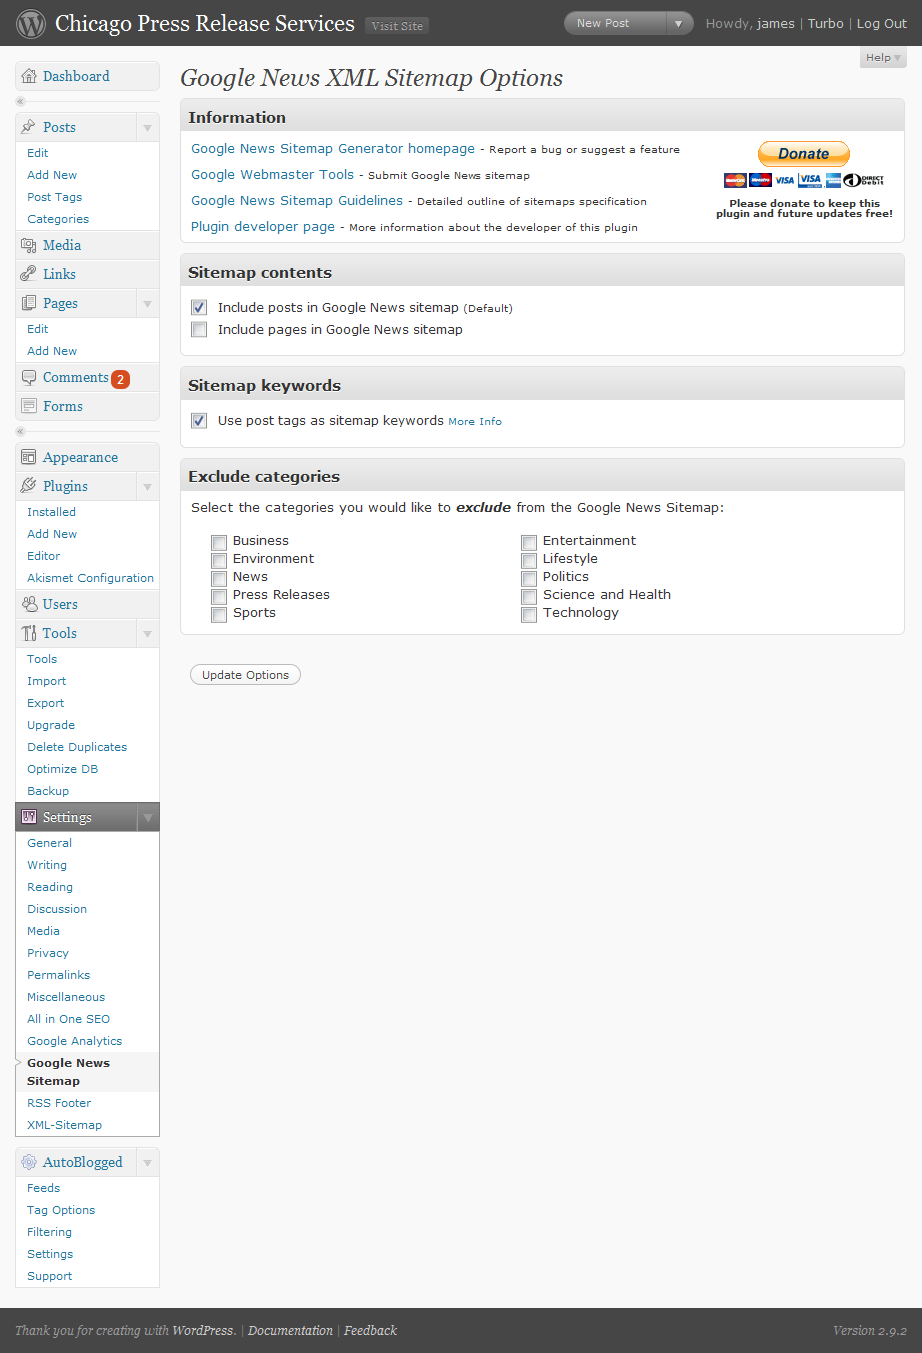 Chicago Press Release Services Visit Site
New Post
Howdy, james | Turbo | Log Out
Help
Dashboard
Posts
Edit
Add New
Post Tags
Categories
Media
Links
Pages
Edit
Add New
Comments 2
Forms
Appearance
Plugins
Installed
Add New
Editor
Akismet Configuration
Users
Tools
Tools
Import
Export
Upgrade
Delete Duplicates
Optimize DB
Backup
Settings
General
Writing
Reading
Discussion
Media
Privacy
Permalinks
Miscellaneous
All in One SEO
Google Analytics
Google News
Sitemap
RSS Footer
XML-Sitemap
AutoBlogged
Feeds
Tag Options
Filtering
Settings
Support
Google News XML Sitemap Options
Information
Google News Sitemap Generator homepage - Report a bug or suggest a feature
Google Webmaster Tools - Submit Google News sitemap
Google News Sitemap Guidelines - Detailed outline of sitemaps specification
Plugin developer page - More information about the developer of this plugin
Donate
MasterCard Maestro VISA VISA DIRECT Debit
Please donate to keep this
plugin and future updates free!
Sitemap contents
Include posts in Google News sitemap (Default)
Include pages in Google News sitemap
Sitemap keywords
Use post tags as sitemap keywords More Info
Exclude categories
Select the categories you would like to exclude from the Google News Sitemap:
Business
Environment
News
Press Releases
Sports
Entertainment
Lifestyle
Politics
Science and Health
Technology
Update Options
Thank you for creating with WordPress. | Documentation | Feedback
Version 2.9.2